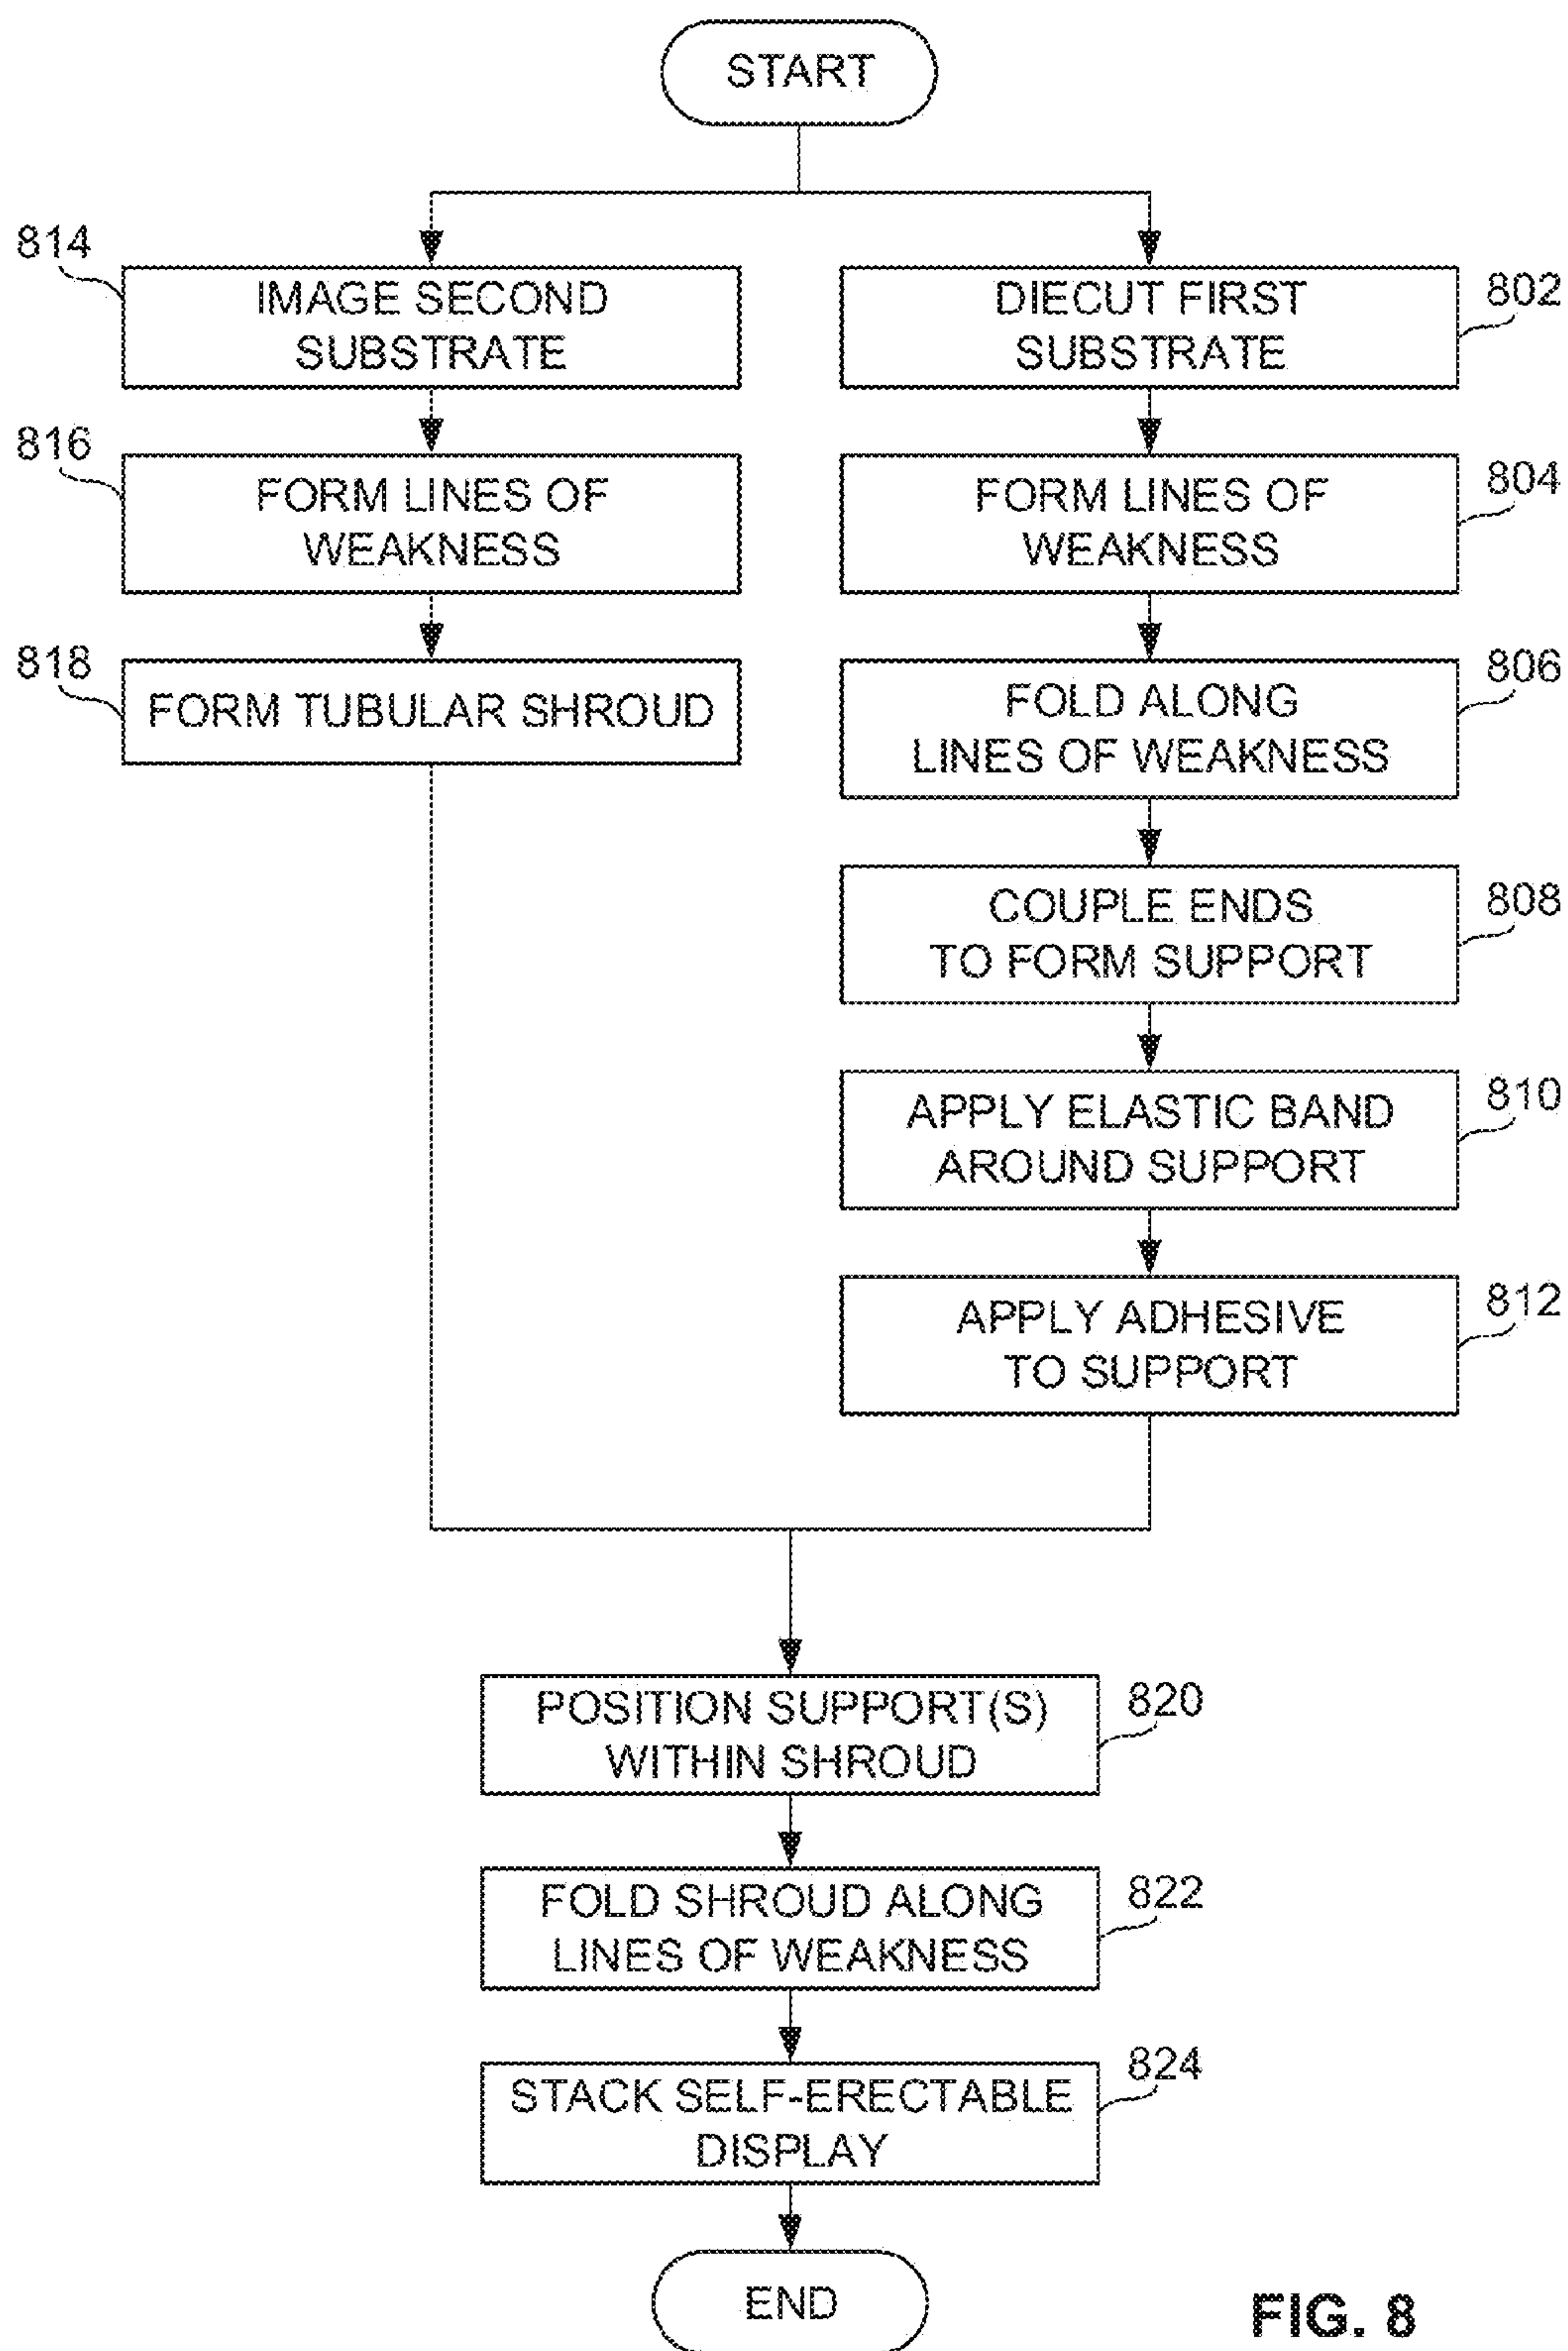 START
814
IMAGE SECOND
SUBSTRATE
816
FORM LINES OF
WEAKNESS
818
FORM TUBULAR SHROUD
DIECUT FIRST
SUBSTRATE
802
FORM LINES OF
WEAKNESS
804
FOLD ALONG
LINES OF WEAKNESS
806
COUPLE ENDS
TO FORM SUPPORT
808
APPLY ELASTIC BAND
AROUND SUPPORT
810
APPLY ADHESIVE
TO SUPPORT
812
POSITION SUPPORT(S)
WITHIN SHROUD
820
FOLD SHROUD ALONG
LINES OF WEAKNESS
822
STACK SELF-ERECTABLE
DISPLAY
824
END
FIG. 8